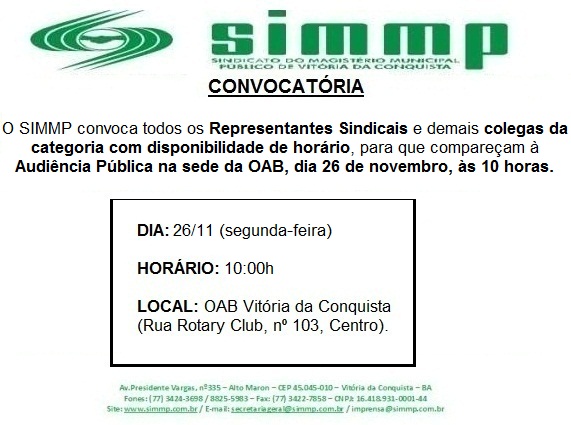 simmp
SINDICATO DO MAGISTÉRIO MUNICIPAL
PÚBLICO DE VITÓRIA DA CONQUISTA
CONVOCATÓRIA
O SIMMP convoca todos os Representantes Sindicais e demais colegas da
categoria com disponibilidade de horário, para que compareçam à
Audiência Pública na sede da OAB, dia 26 de novembro, às 10 horas.
DIA: 26/11 (segunda-feira)
HORÁRIO: 10:00h
LOCAL: OAB Vitória da Conquista
(Rua Rotary Club, nº 103, Centro).
Av.Presidente Vargas, nº335 – Alto Maron – CEP 45.045-010 – Vitória da Conquista – BA
Fones: (77) 3424-3698 / 8825-5983 – Fax: (77) 3422-7858 – CNPJ: 16.418.931-0001-44
Site: www.simmp.com.br / E-mail: secretariageral@simmp.com.br / imprensa@simmp.com.br